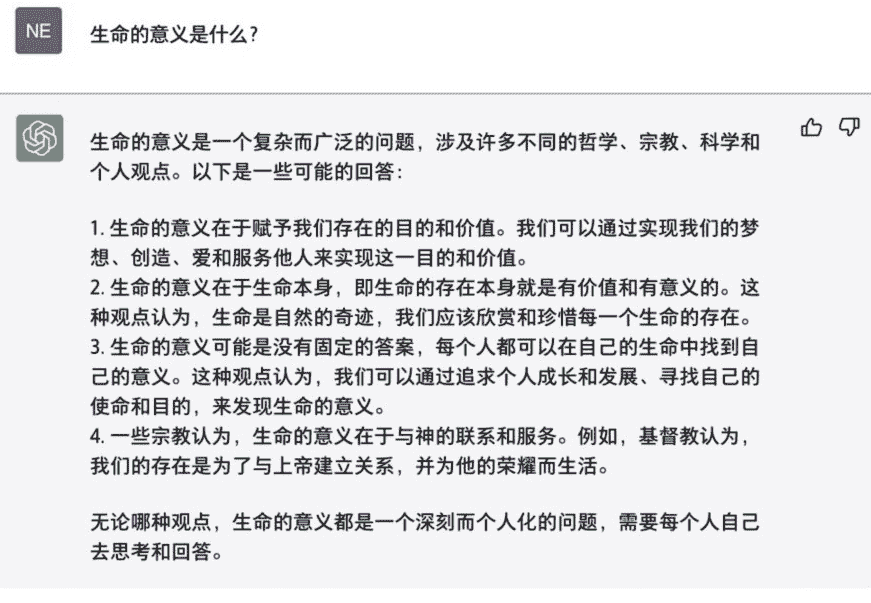 NE
生命的意义是什么?
生命的意义是一个复杂而广泛的问题，涉及许多不同的哲学、宗教、科学和
个人观点。以下是一些可能的回答：
1. 生命的意义在于赋予我们存在的目的和价值。我们可以通过实现我们的梦
想、创造、爱和服务他人来实现这一目的和价值。
2. 生命的意义在于生命本身，即生命的存在本身就是有价值和有意义的。这
种观点认为，生命是自然的奇迹，我们应该欣赏和珍惜每一个生命的存在。
3. 生命的意义可能是没有固定的答案，每个人都可以在自己的生命中找到自
己的意义。这种观点认为，我们可以通过追求个人成长和发展、寻找自己的
使命和目的，来发现生命的意义。
4. 一些宗教认为，生命的意义在于与神的联系和服务。例如，基督教认为，
我们的存在是为了与上帝建立关系，并为他的荣耀而生活。
无论哪种观点，生命的意义都是一个深刻而个人化的问题，需要每个人自己
去思考和回答。